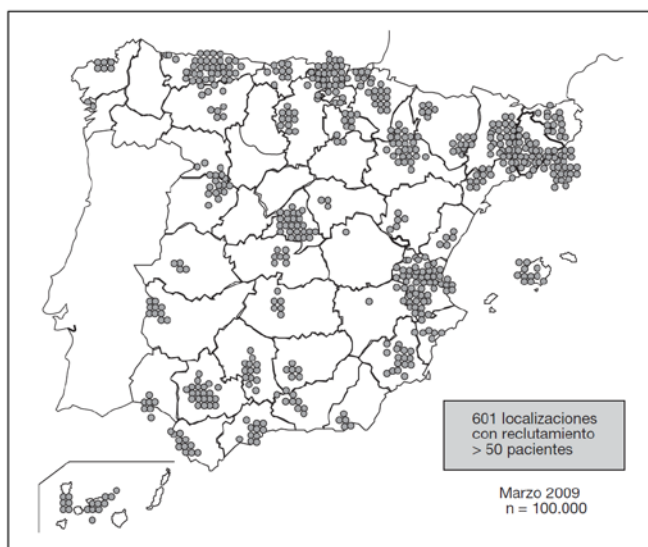 601 localizaciones
con reclutamiento
> 50 pacientes
Marzo 2009
n = 100.000